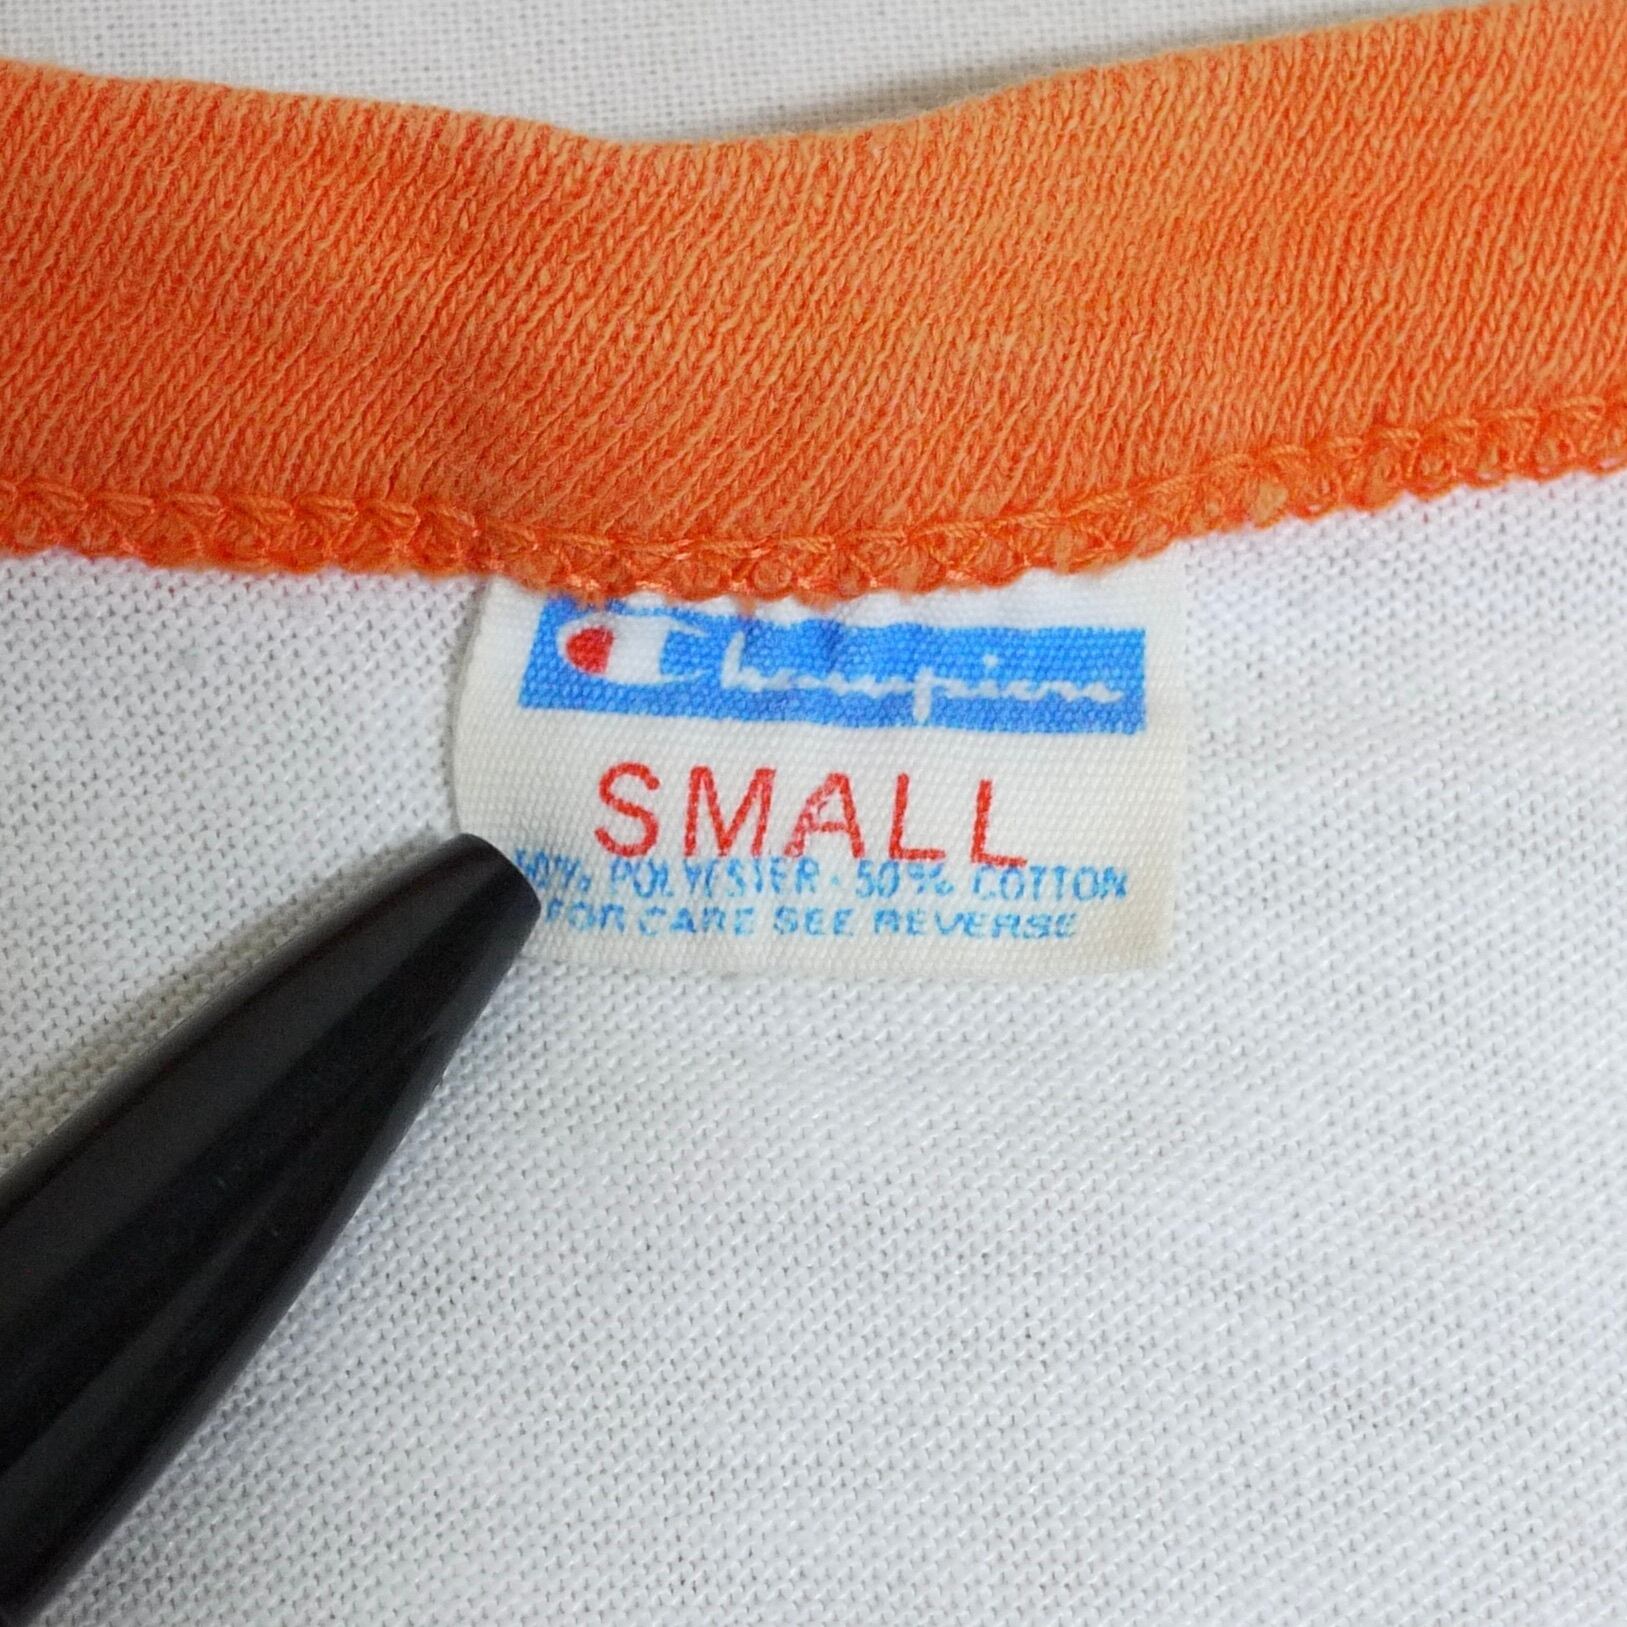 Champion
SMALL
50% POLYESTER · 50% COTTON
FOR CARE SEE REVERSE